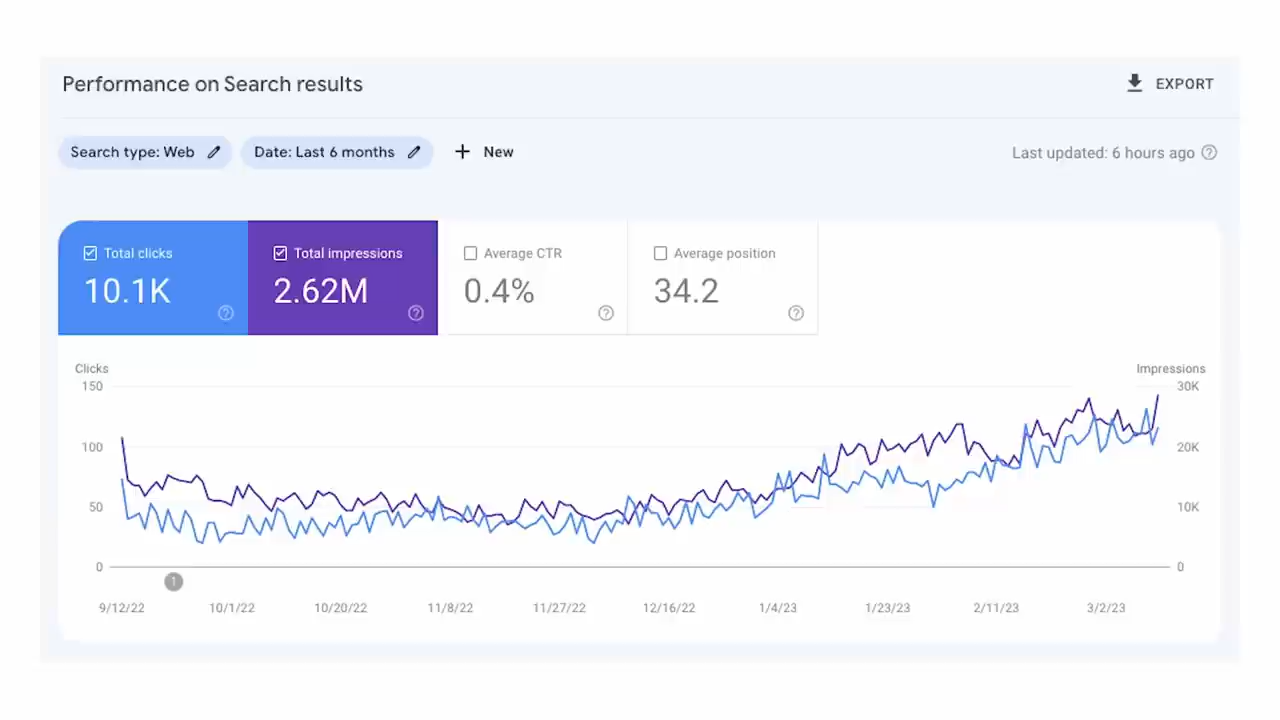 Performance on Search results
EXPORT
Search type: Web
Date: Last 6 months
New
Last updated: 6 hours ago
Total clicks
10.1K
Total impressions
2.62M
Average CTR
0.4%
Average position
34.2
Clicks
Impressions
150
30K
100
20K
50
10K
0
0
1
9/12/22 10/1/22 10/20/22 11/8/22 11/27/22 12/16/22 1/4/23 1/23/23 2/11/23 3/2/23